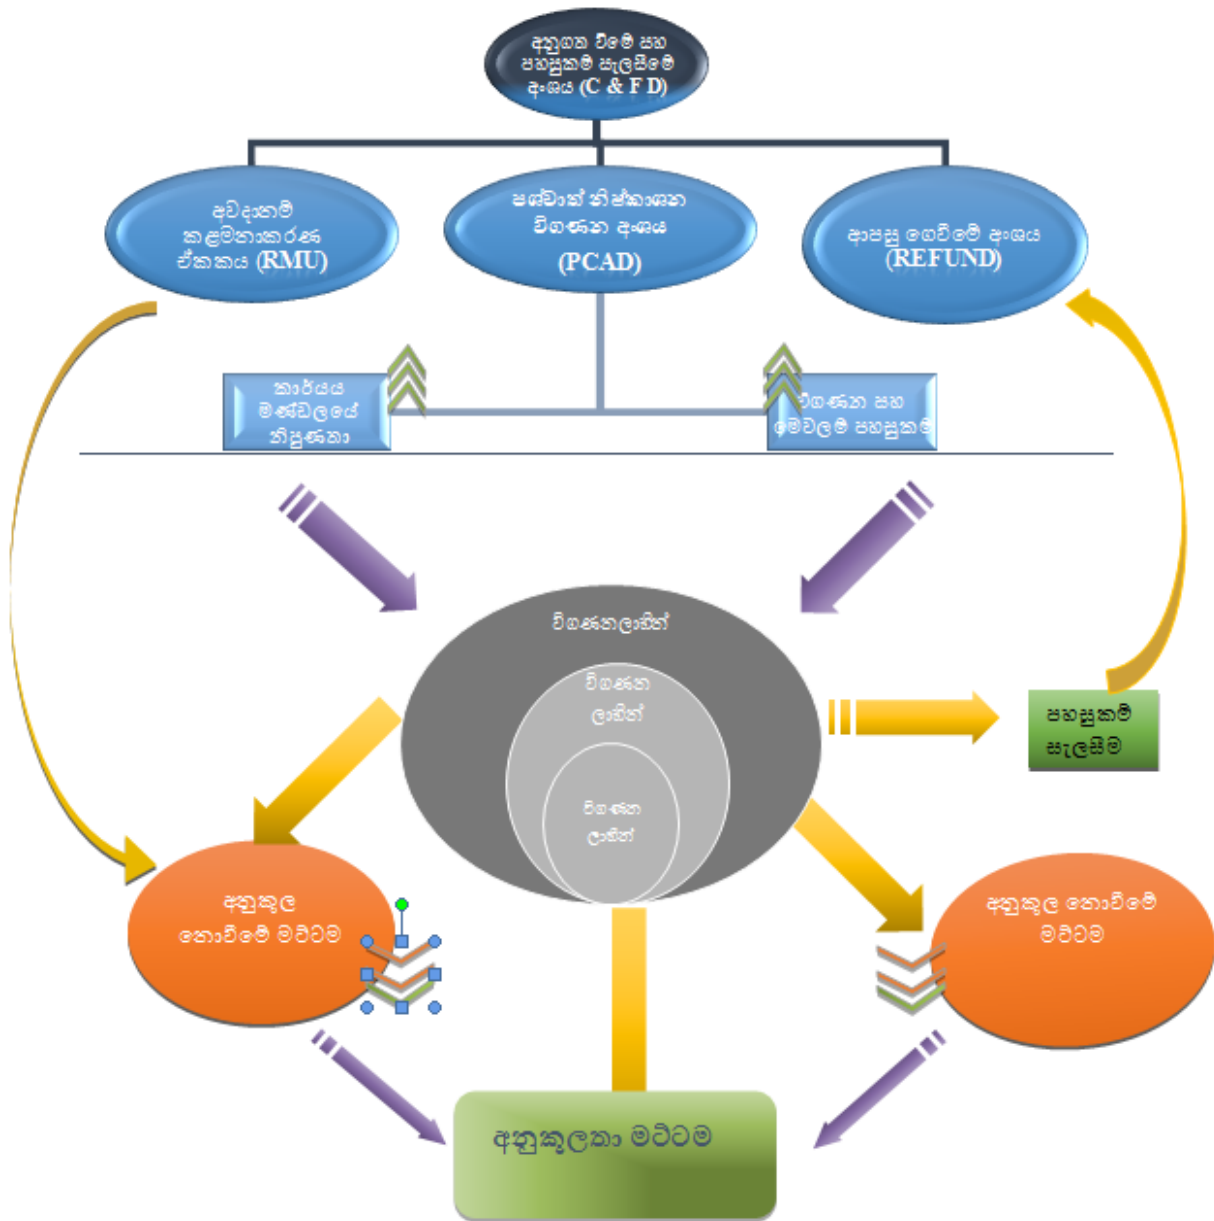 අනුගත වීමේ සහ
පහසුකම් සැලසීමේ
අංශය (C & F D)
අවදානම්
කළමනාකරණ
ඒකකය (RMU)
පශ්චාත් නිෂ්කාශන
විගණන අංශය
(PCAD)
ආපසු ගෙවීමේ අංශය
(REFUND)
කාර්යය
මණ්ඩලයේ
නිපුණතා
විගණන සහ
මෙවලම් පහසුකම්
විගණනලාභීන්
විගණන
ලාභීන්
විගණන
ලාභීන්
පහසුකම්
සැලසීම
අනුකූල
නොවීමේ මට්ටම
අනුකූල නොවීමේ
මට්ටම
අනුකූලතා මට්ටම